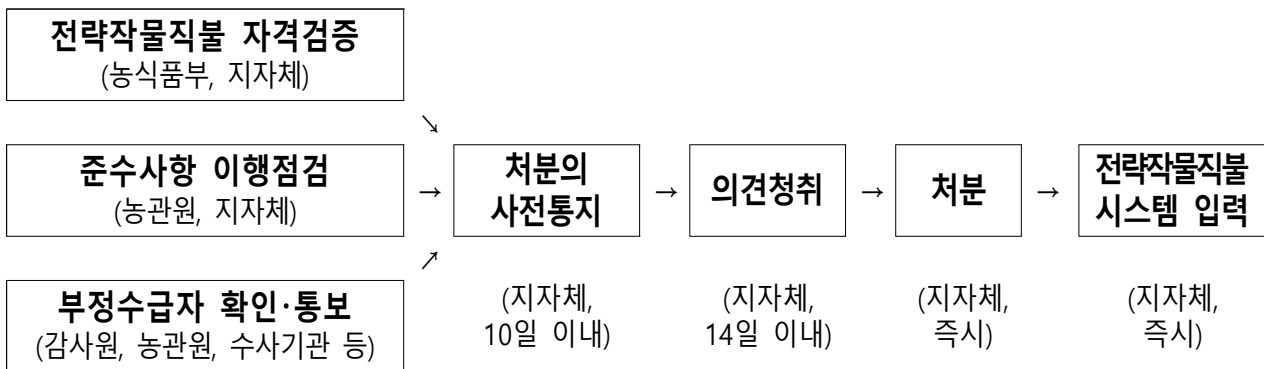 전략작물직불 자격검증
(농식품부, 지자체)
↘
준수사항 이행점검
(농관원, 지자체)
→
처분의
사전통지
→
의견청취
→
처분
→
전략작물직불
시스템 입력
↗
부정수급자 확인·통보
(감사원, 농관원, 수사기관 등)
(지자체,
10일 이내)
(지자체,
14일 이내)
(지자체,
즉시)
(지자체,
즉시)